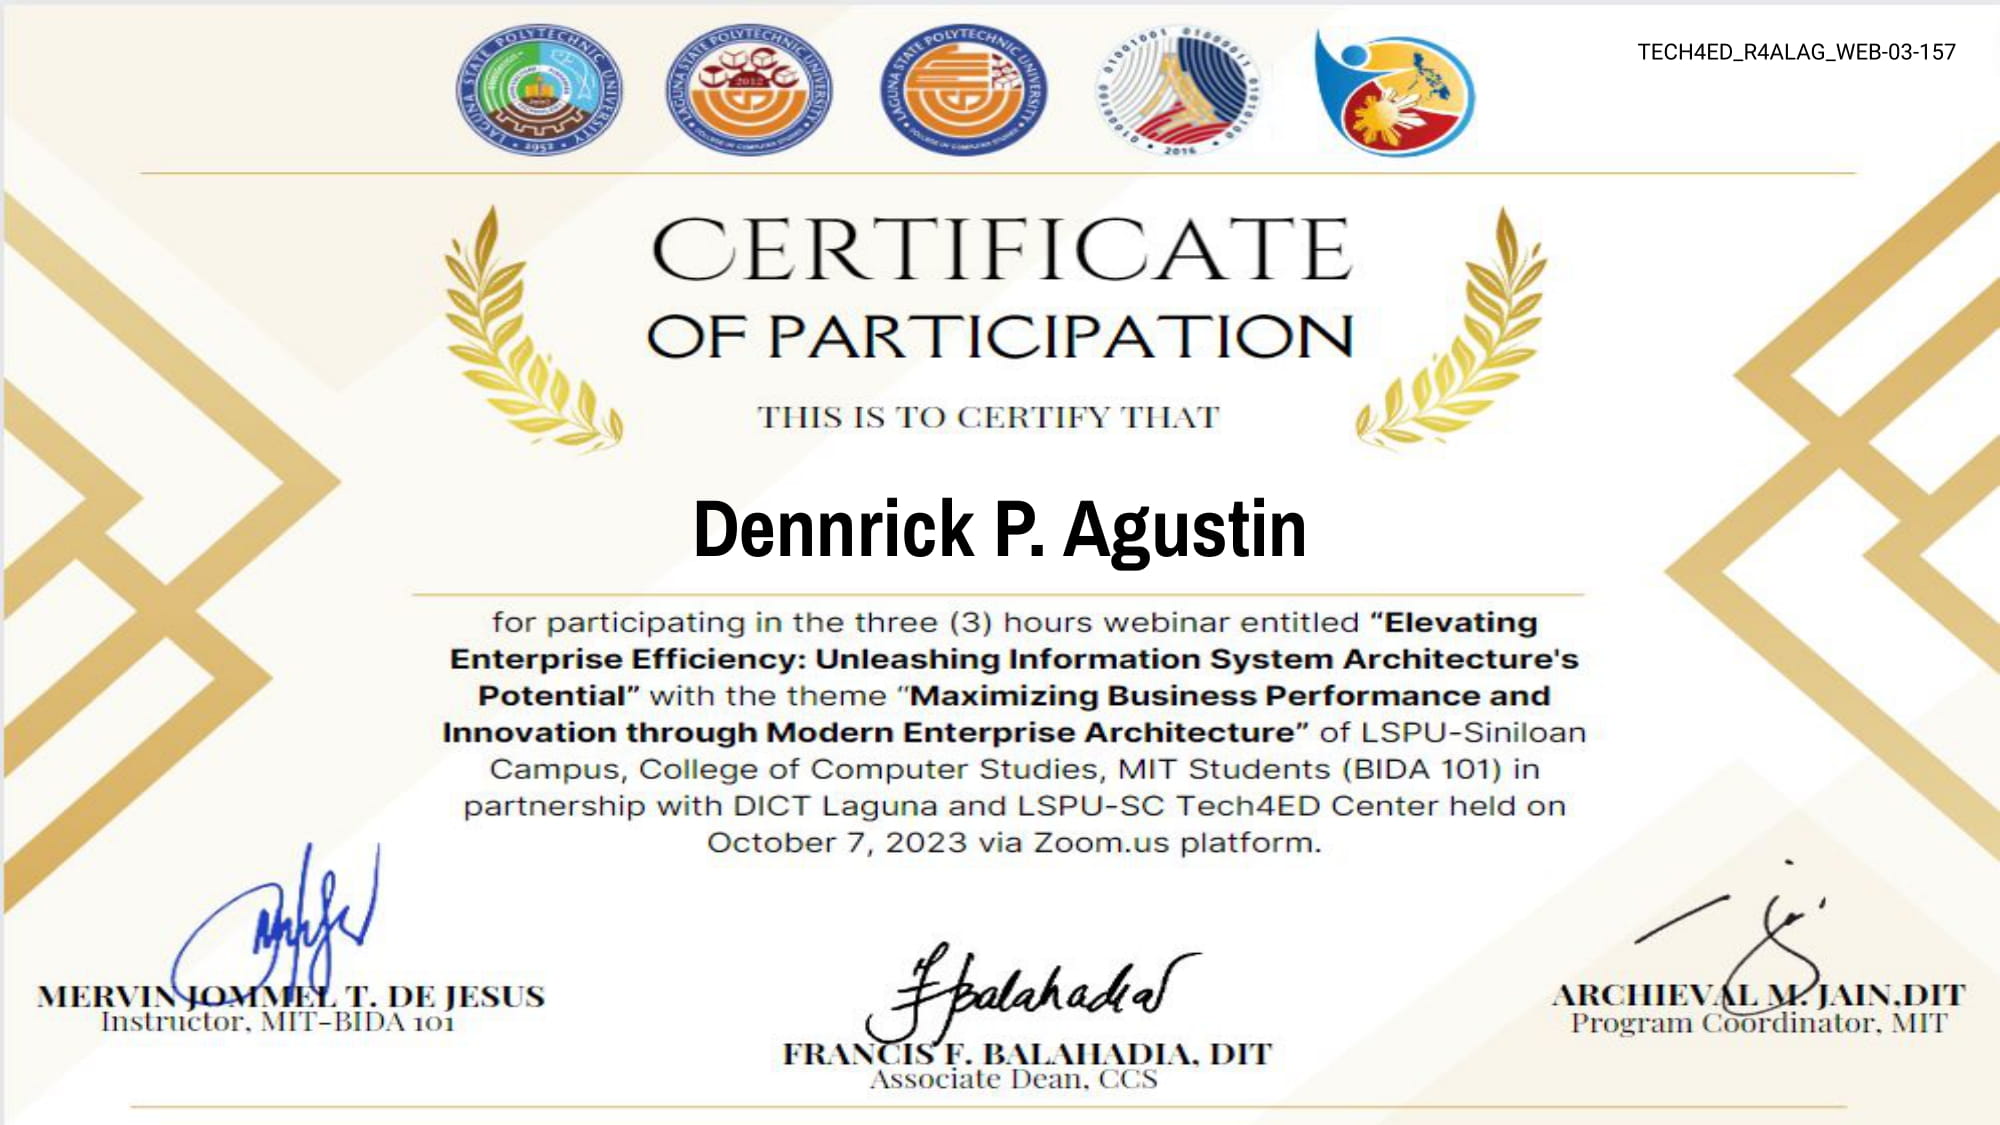 LAGUNA STATE POLYTECHNIC UNIVERSITY
1952
LAGUNA STATE POLYTECHNIC UNIVERSITY
2012
COLLEGE OF COMPUTER STUDIES
LAGUNA STATE POLYTECHNIC UNIVERSITY
COLLEGE OF COMPUTER STUDIES
01000100 01001001 01000011 01010100
2016
TECH4ED_R4ALAG_WEB-03-157
CERTIFICATE
OF PARTICIPATION
THIS IS TO CERTIFY THAT
Dennrick P. Agustin
for participating in the three (3) hours webinar entitled “Elevating
Enterprise Efficiency: Unleashing Information System Architecture's
Potential” with the theme “Maximizing Business Performance and
Innovation through Modern Enterprise Architecture” of LSPU-Siniloan
Campus, College of Computer Studies, MIT Students (BIDA 101) in
partnership with DICT Laguna and LSPU-SC Tech4ED Center held on
October 7, 2023 via Zoom.us platform.
MERVIN JOMMEL T. DE JESUS
Instructor, MIT-BIDA 101
FRANCIS F. BALAHADIA, DIT
Associate Dean, CCS
ARCHIEVAL M. JAIN,DIT
Program Coordinator, MIT